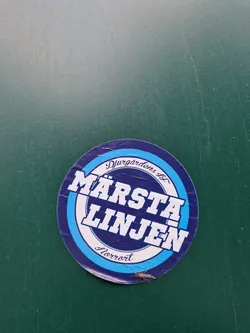 Djurgårdens IF
MÄRSTA
LINJEN
Norrort